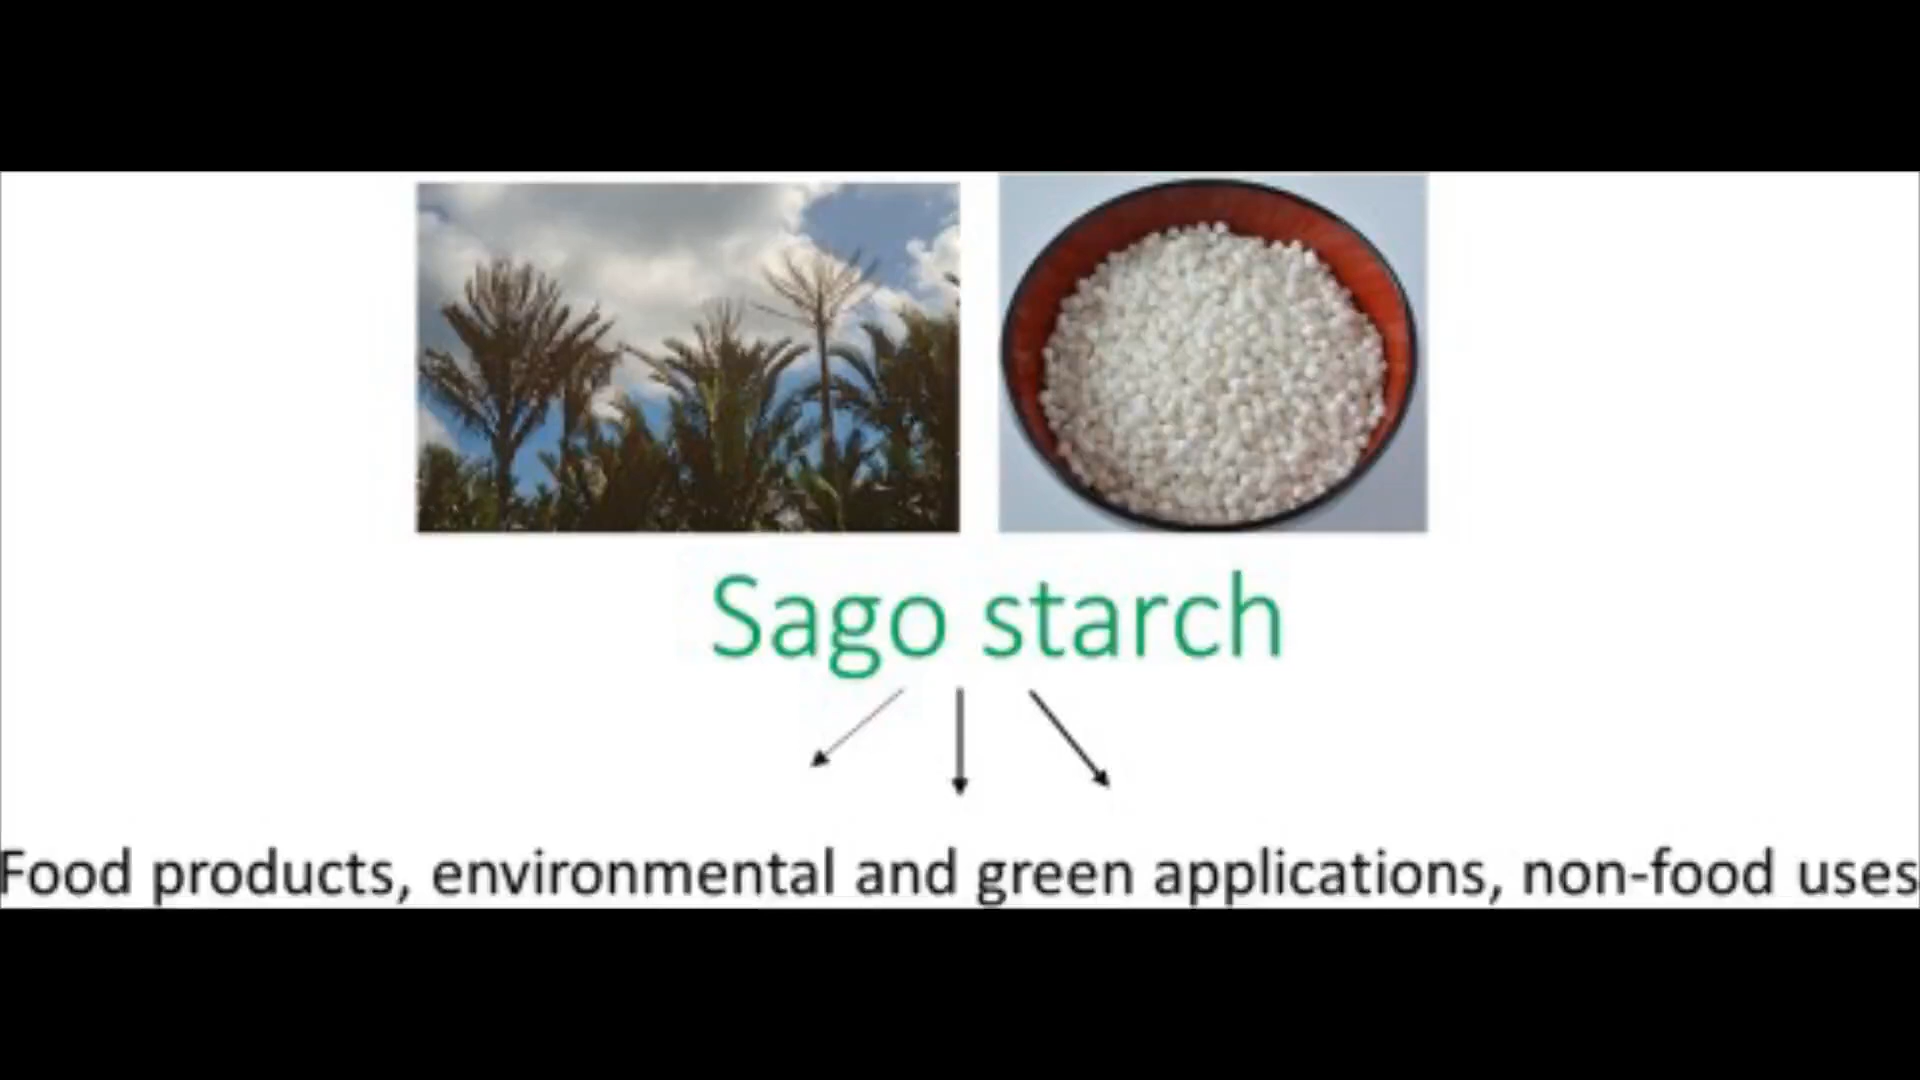 Sago starch
Food products, environmental and green applications, non-food uses